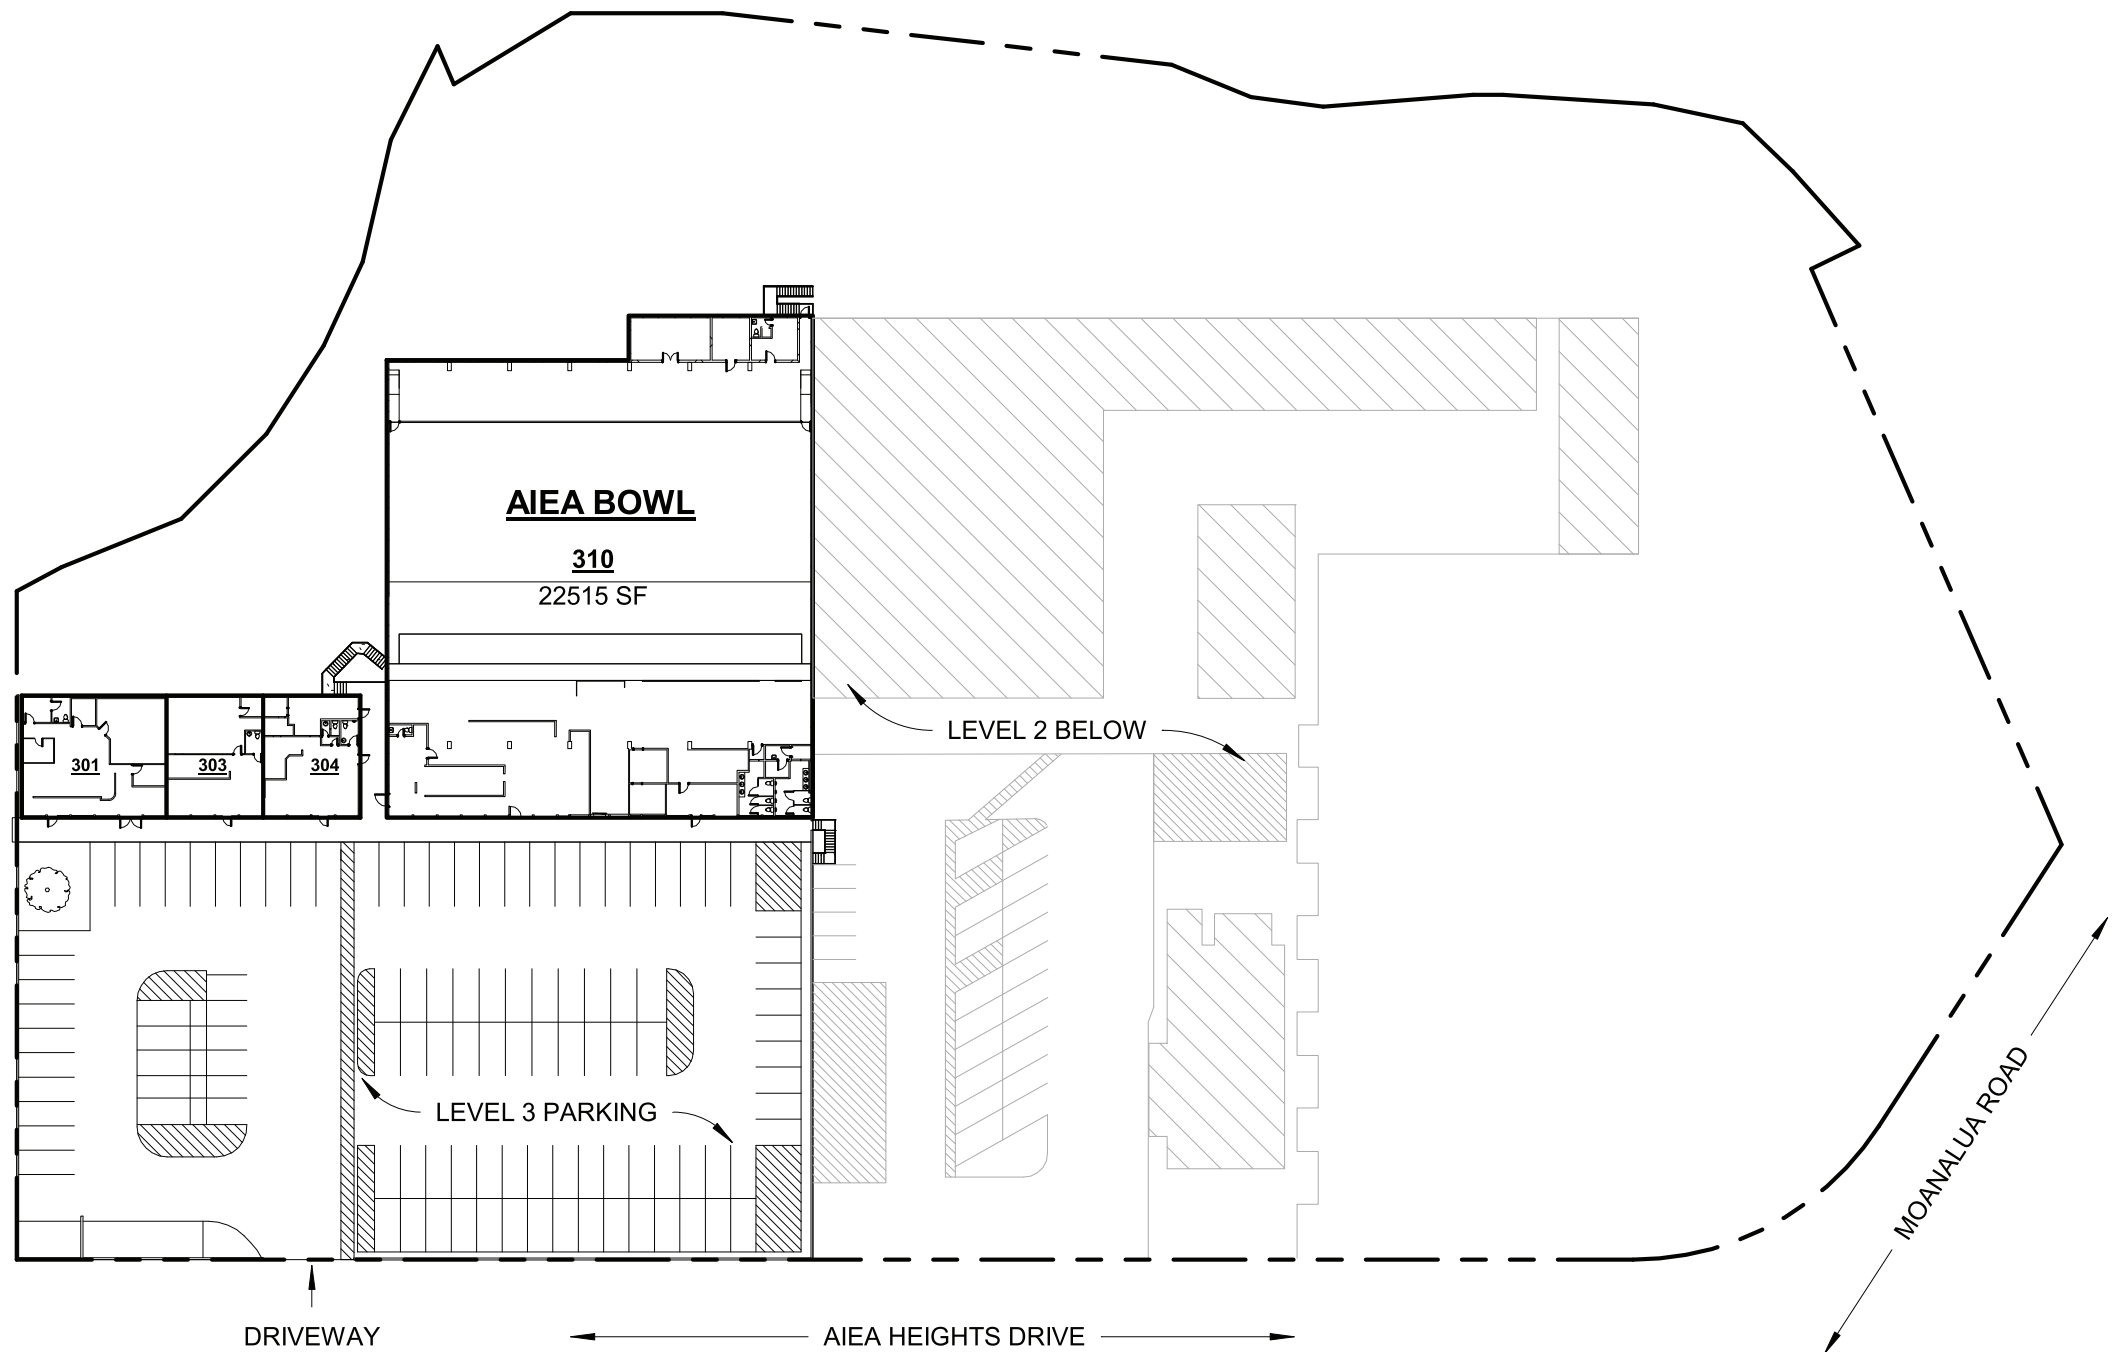 AIEA BOWL
310
22515 SF
LEVEL 2 BELOW
301
303
304
LEVEL 3 PARKING
MOANALUA ROAD
DRIVEWAY
AIEA HEIGHTS DRIVE